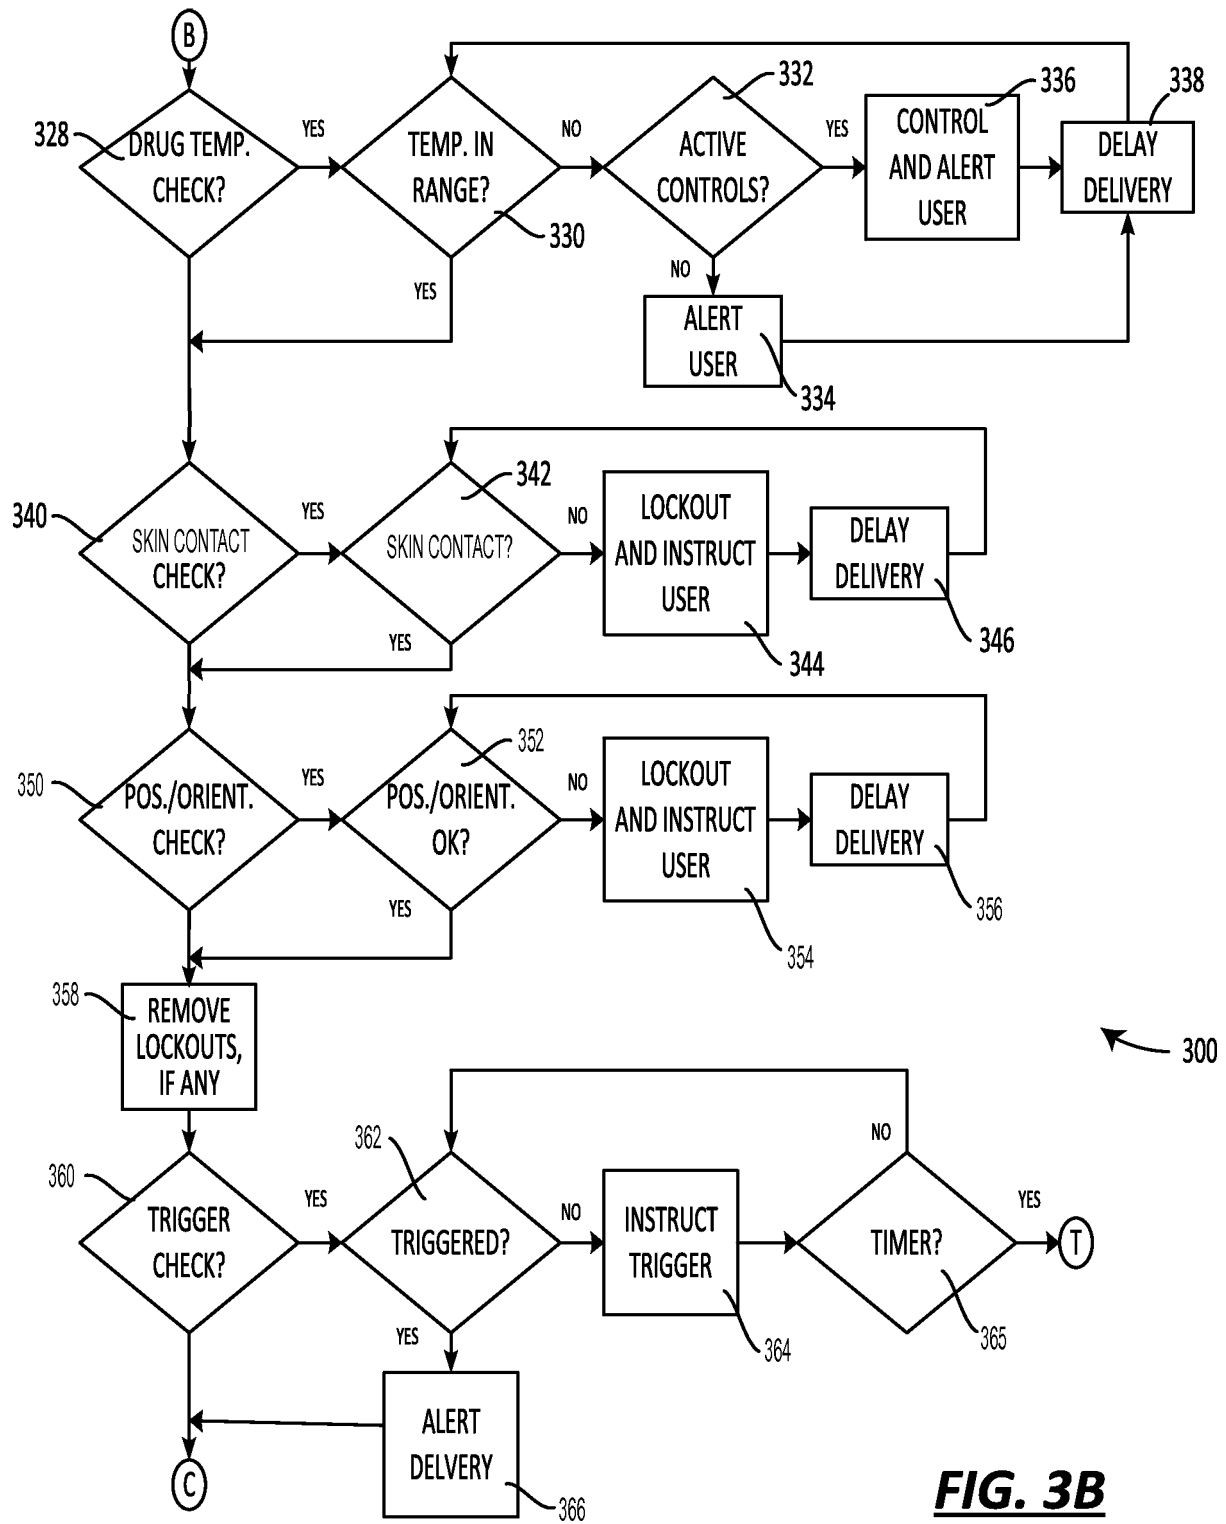 B
328
DRUG TEMP.
CHECK?
YES
TEMP. IN
RANGE?
330
NO
YES
332
ACTIVE
CONTROLS?
YES
NO
336
CONTROL
AND ALERT
USER
338
DELAY
DELIVERY
ALERT
USER
334
340
SKIN CONTACT
CHECK?
YES
342
SKIN CONTACT?
NO
YES
LOCKOUT
AND INSTRUCT
USER
344
DELAY
DELIVERY
346
350
POS./ORIENT.
CHECK?
YES
352
POS./ORIENT.
OK?
NO
YES
LOCKOUT
AND INSTRUCT
USER
354
DELAY
DELIVERY
356
358
REMOVE
LOCKOUTS,
IF ANY
300
360
TRIGGER
CHECK?
YES
362
TRIGGERED?
NO
YES
INSTRUCT
TRIGGER
364
NO
TIMER?
365
YES
T
ALERT
DELVERY
366
C
FIG. 3B